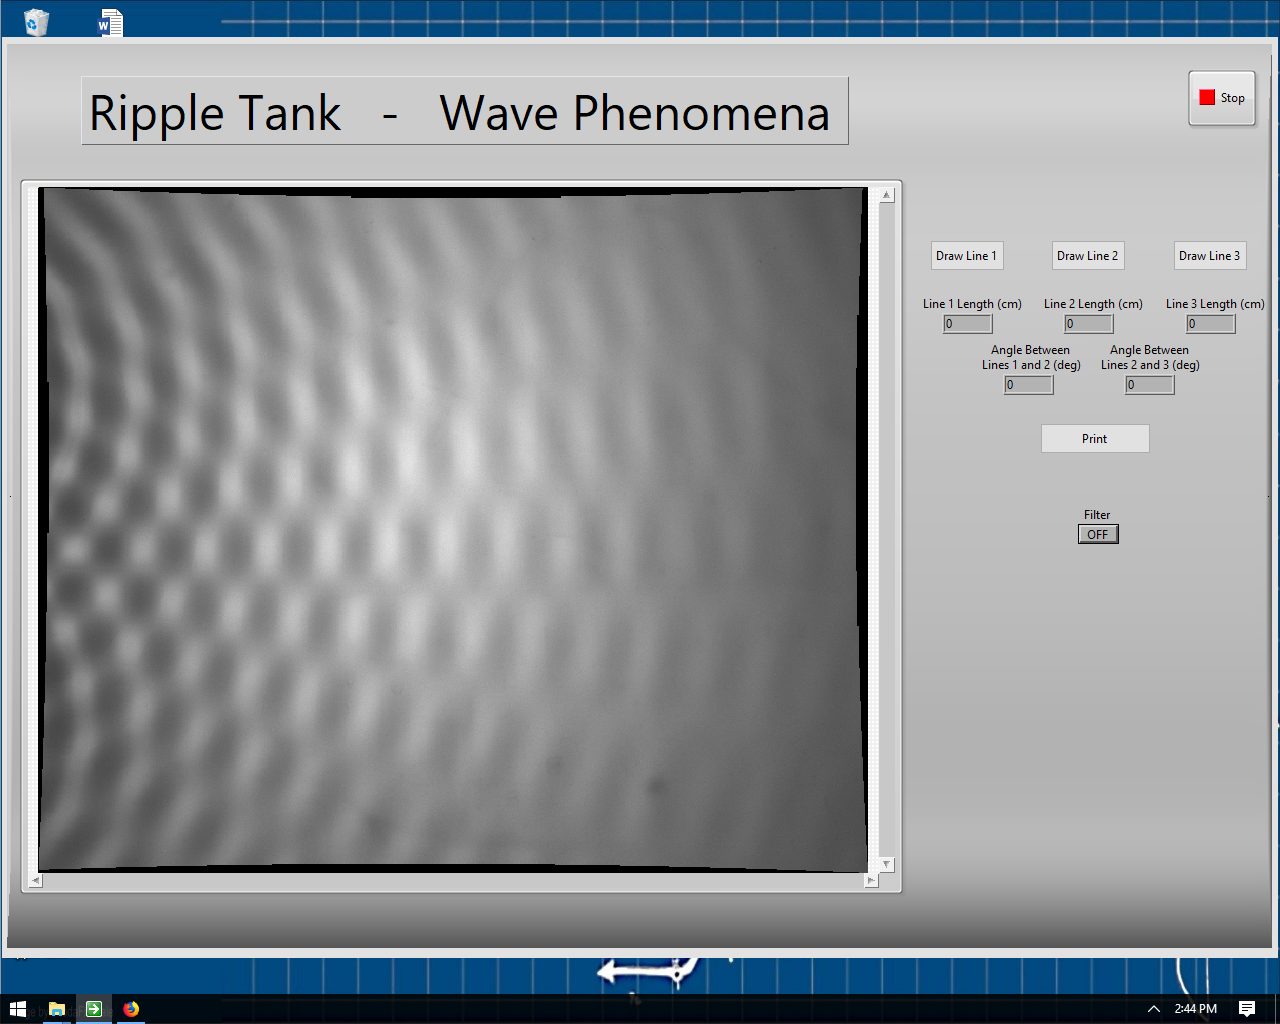 Ripple Tank - Wave Phenomena
Stop
Draw Line 1
Draw Line 2
Draw Line 3
Line 1 Length (cm)
Line 2 Length (cm)
Line 3 Length (cm)
0
0
0
Angle Between
Lines 1 and 2 (deg)
Angle Between
Lines 2 and 3 (deg)
0
0
Print
Filter
OFF
2:44 PM